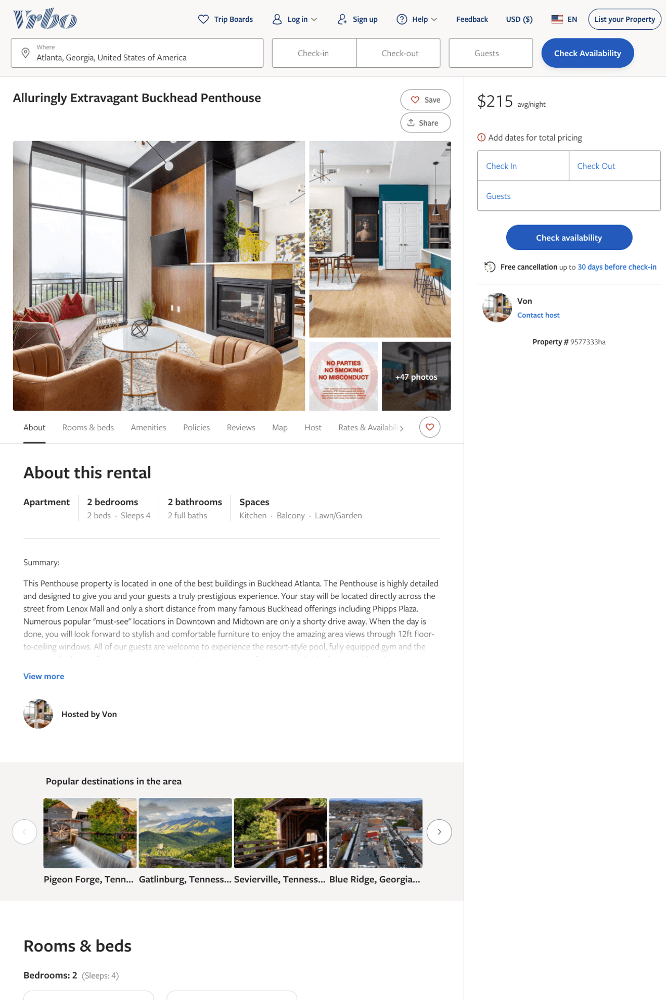 Vrbo
Trip Boards
Log in
Sign up
Help
Feedback
USD ($)
EN
List your Property
Where
Atlanta, Georgia, United States of America
Check-in
Check-out
Guests
Check Availability
Alluringly Extravagant Buckhead Penthouse
Save
Share
NO PARTIES
NO SMOKING
NO MISCONDUCT
+47 photos
$215 avg/night
Add dates for total pricing
Check In
Check Out
Guests
Check availability
Free cancellation up to 30 days before check-in
Von
Contact host
Property # 9577333ha
About
Rooms & beds
Amenities
Policies
Reviews
Map
Host
Rates & Availabili
About this rental
Apartment
2 bedrooms
2 beds · Sleeps 4
2 bathrooms
2 full baths
Spaces
Kitchen · Balcony · Lawn/Garden
Summary:
This Penthouse property is located in one of the best buildings in Buckhead Atlanta. The Penthouse is highly detailed
and designed to give you and your guests a truly prestigious experience. Your stay will be located directly across the
street from Lenox Mall and only a short distance from many famous Buckhead offerings including Phipps Plaza.
Numerous popular "must-see" locations in Downtown and Midtown are only a shorty drive away. When the day is
done, you will look forward to stylish and comfortable furniture to enjoy the amazing area views through 12ft floor-
to-ceiling windows. All of our guests are welcome to experience the resort-style pool, fully equipped gym and the
View more
Hosted by Von
Popular destinations in the area
Pigeon Forge, Tenn...
Gatlinburg, Tenness...
Sevierville, Tenness...
Blue Ridge, Georgia...
Rooms & beds
Bedrooms: 2 (Sleeps: 4)